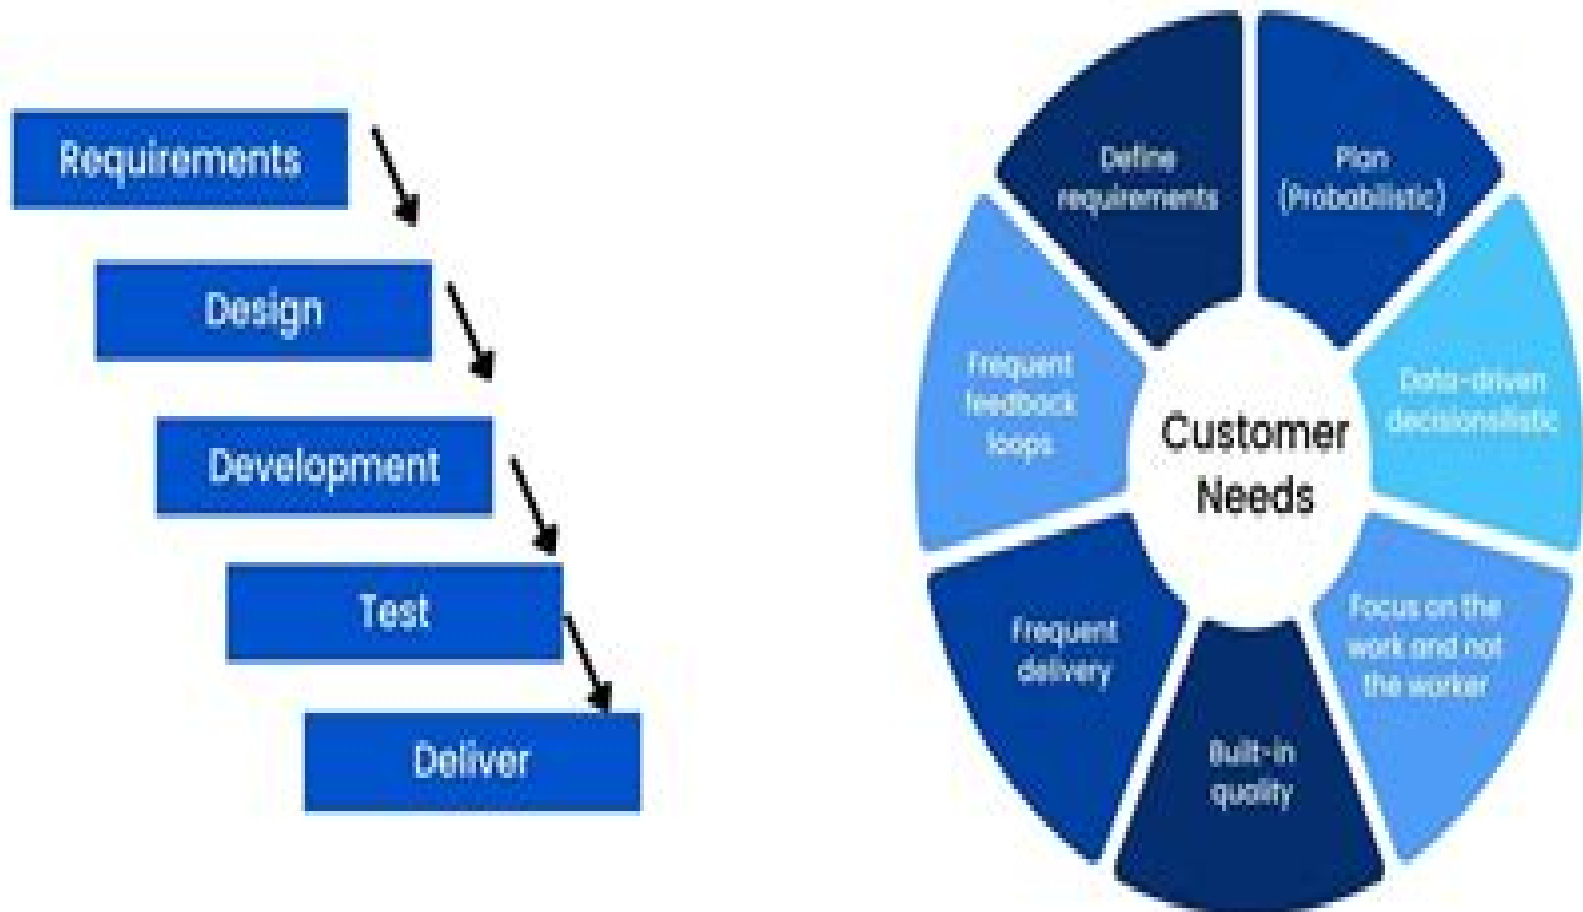 Requirements
Design
Development
Test
Deliver
Define
requirements
Plan
(Probabilistic)
Data-driven
decisionsilistic
Focus on the
work and not
the worker
Built-in
quality
Frequent
delivery
Frequent
feedback
loops
Customer
Needs